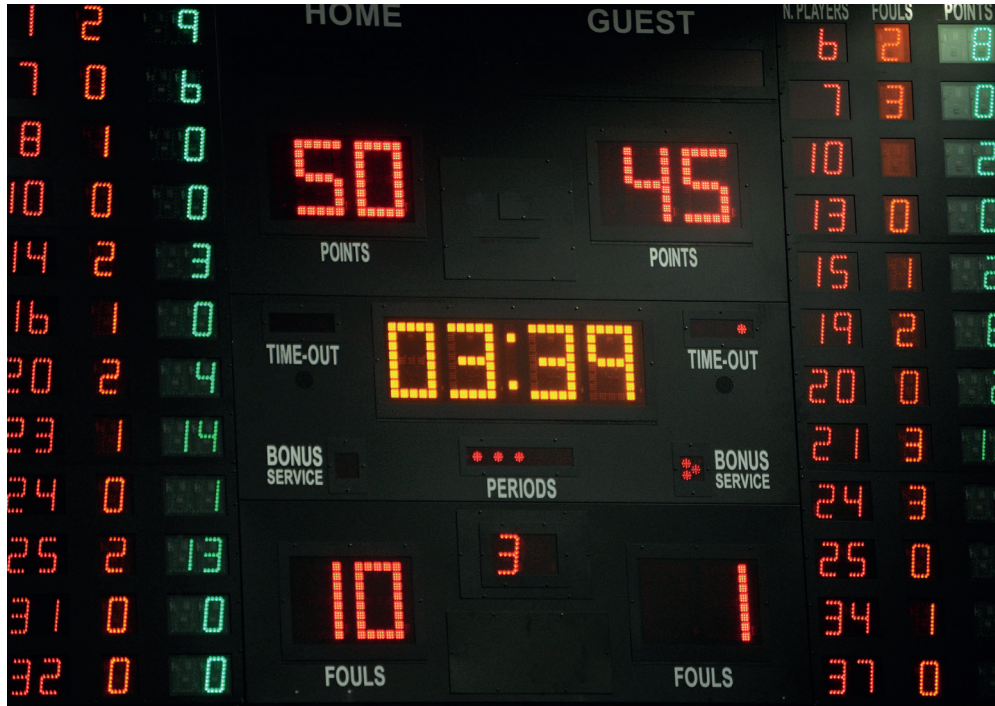 1 2 9
7 0 6
8 1 0
10 0 0
14 2 3
16 1 0
20 2 4
23 1 14
24 0 1
25 2 13
31 0 0
32 0 0
HOME GUEST
50 45
POINTS POINTS
03:39
TIME-OUT TIME-OUT
BONUS SERVICE
PERIODS
BONUS SERVICE
3
10 1
FOULS FOULS
N. PLAYERS FOULS POINTS
6 2 8
7 3 0
10 2
13 0 0
15 1
19 2
20 0
21 3 1
24 3
25 0
34 1
37 0